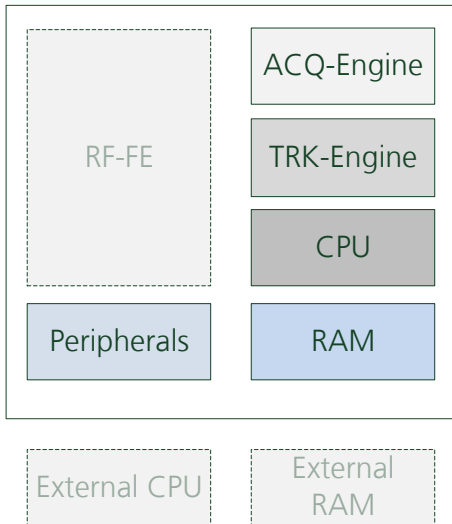 RF-FE
ACQ-Engine
TRK-Engine
CPU
Peripherals
RAM
External CPU
External
RAM